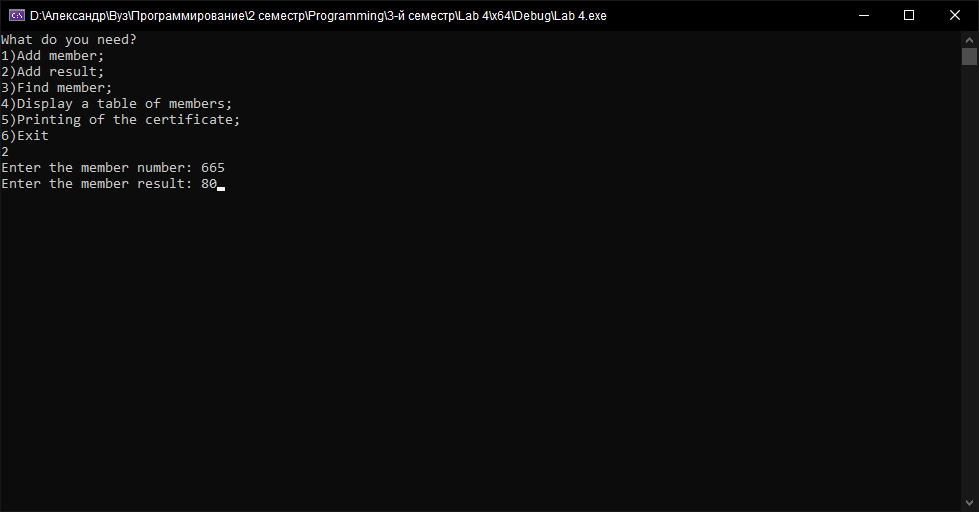 D:\Александр\Вуз\Программирование\2 семестр\Programming\3-й семестр\Lab 4\x64\Debug\Lab 4.exe
What do you need?
1)Add member;
2)Add result;
3)Find member;
4)Display a table of members;
5)Printing of the certificate;
6)Exit
2
Enter the member number: 665
Enter the member result: 80